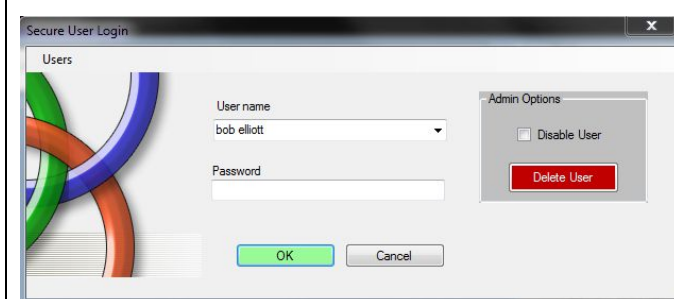 Secure User Login
x
Users
User name
bob elliott
Password
Admin Options
Disable User
Delete User
OK
Cancel